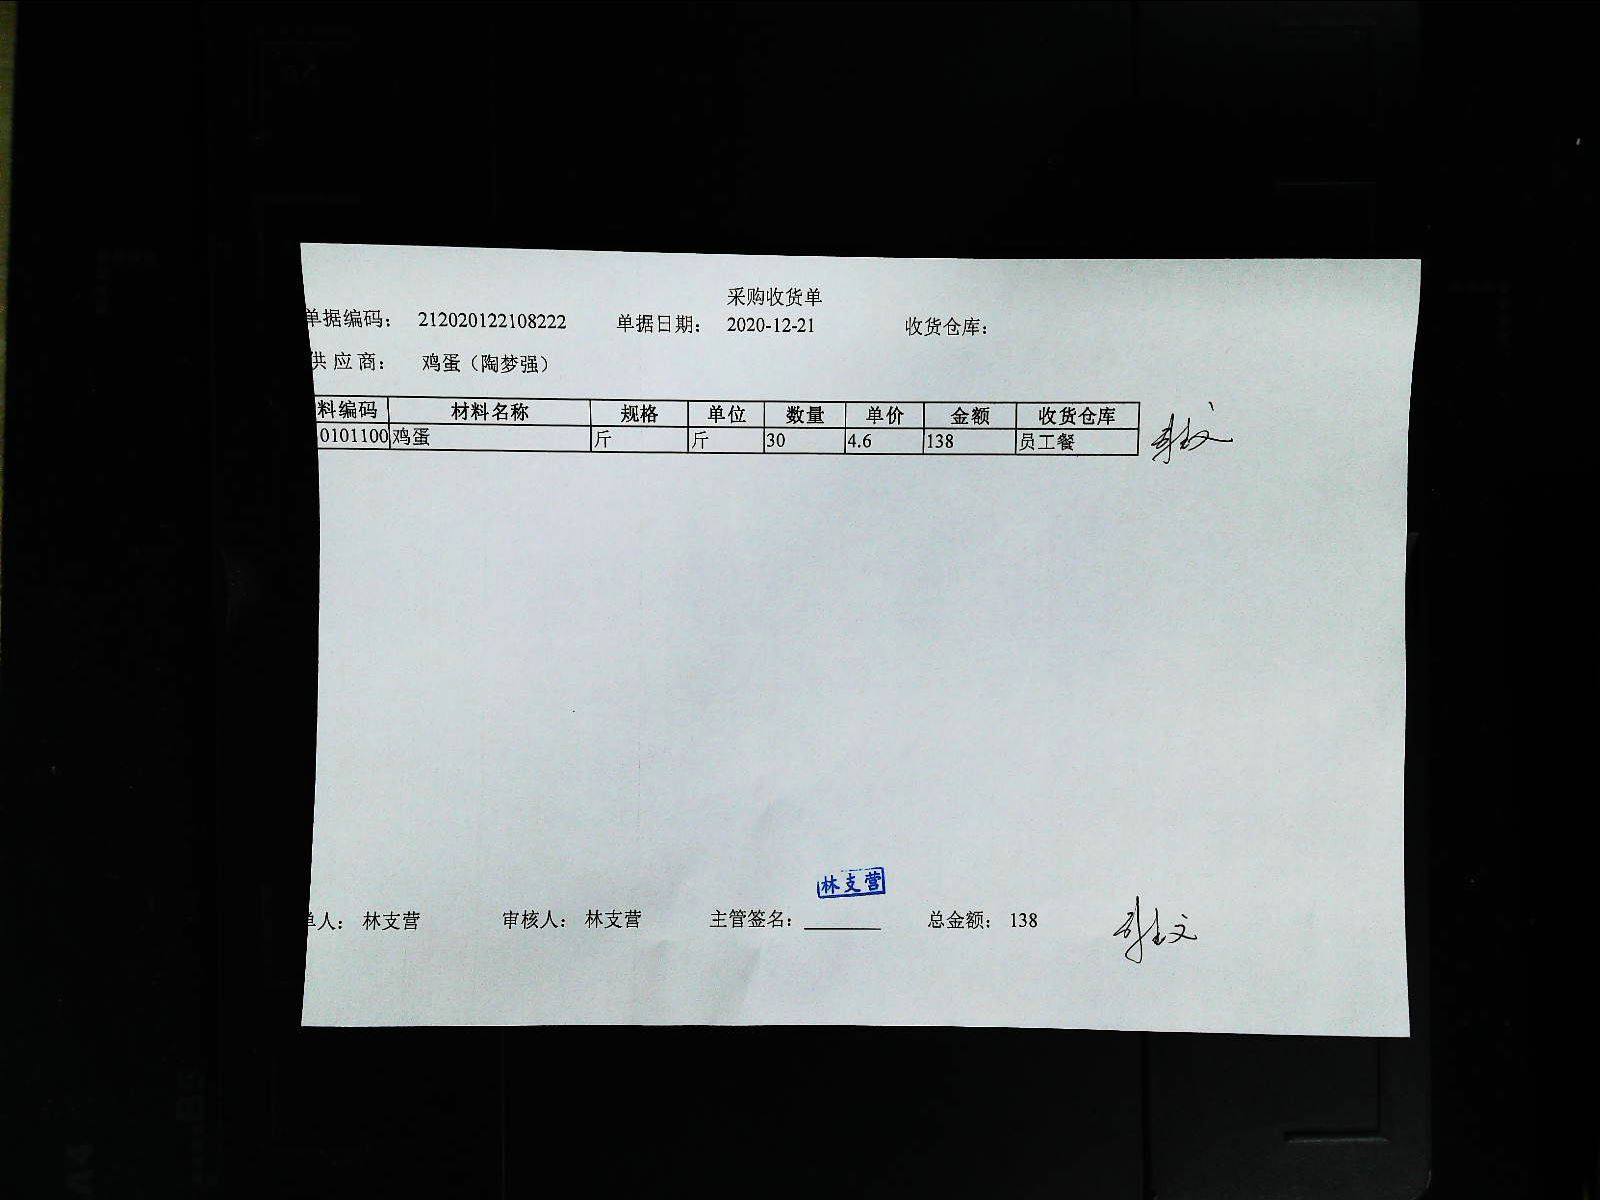 采购收货单
单据编码： 212020122108222 单据日期： 2020-12-21 收货仓库：
供应商： 鸡蛋（陶梦强）
料编码 材料名称 规格 单位 数量 单价 金额 收货仓库
0101100 鸡蛋 斤 斤 30 4.6 138 员工餐
林支营
单人： 林支营 审核人： 林支营 主管签名： 总金额： 138